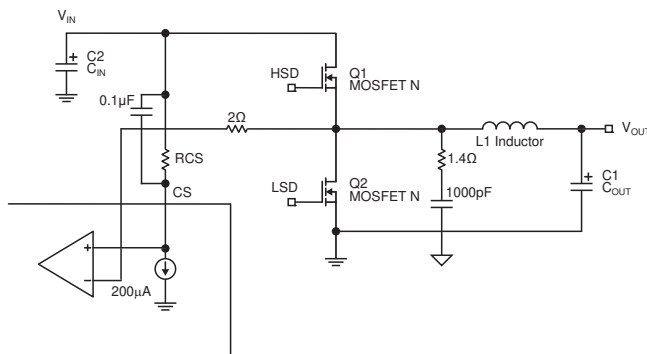 V_IN
C2
C_IN
0.1µF
RCS
CS
2Ω
HSD
Q1
MOSFET N
LSD
Q2
MOSFET N
1.4Ω
1000pF
L1 Inductor
V_OUT
C1
C_OUT
+
+
+
–
200µA